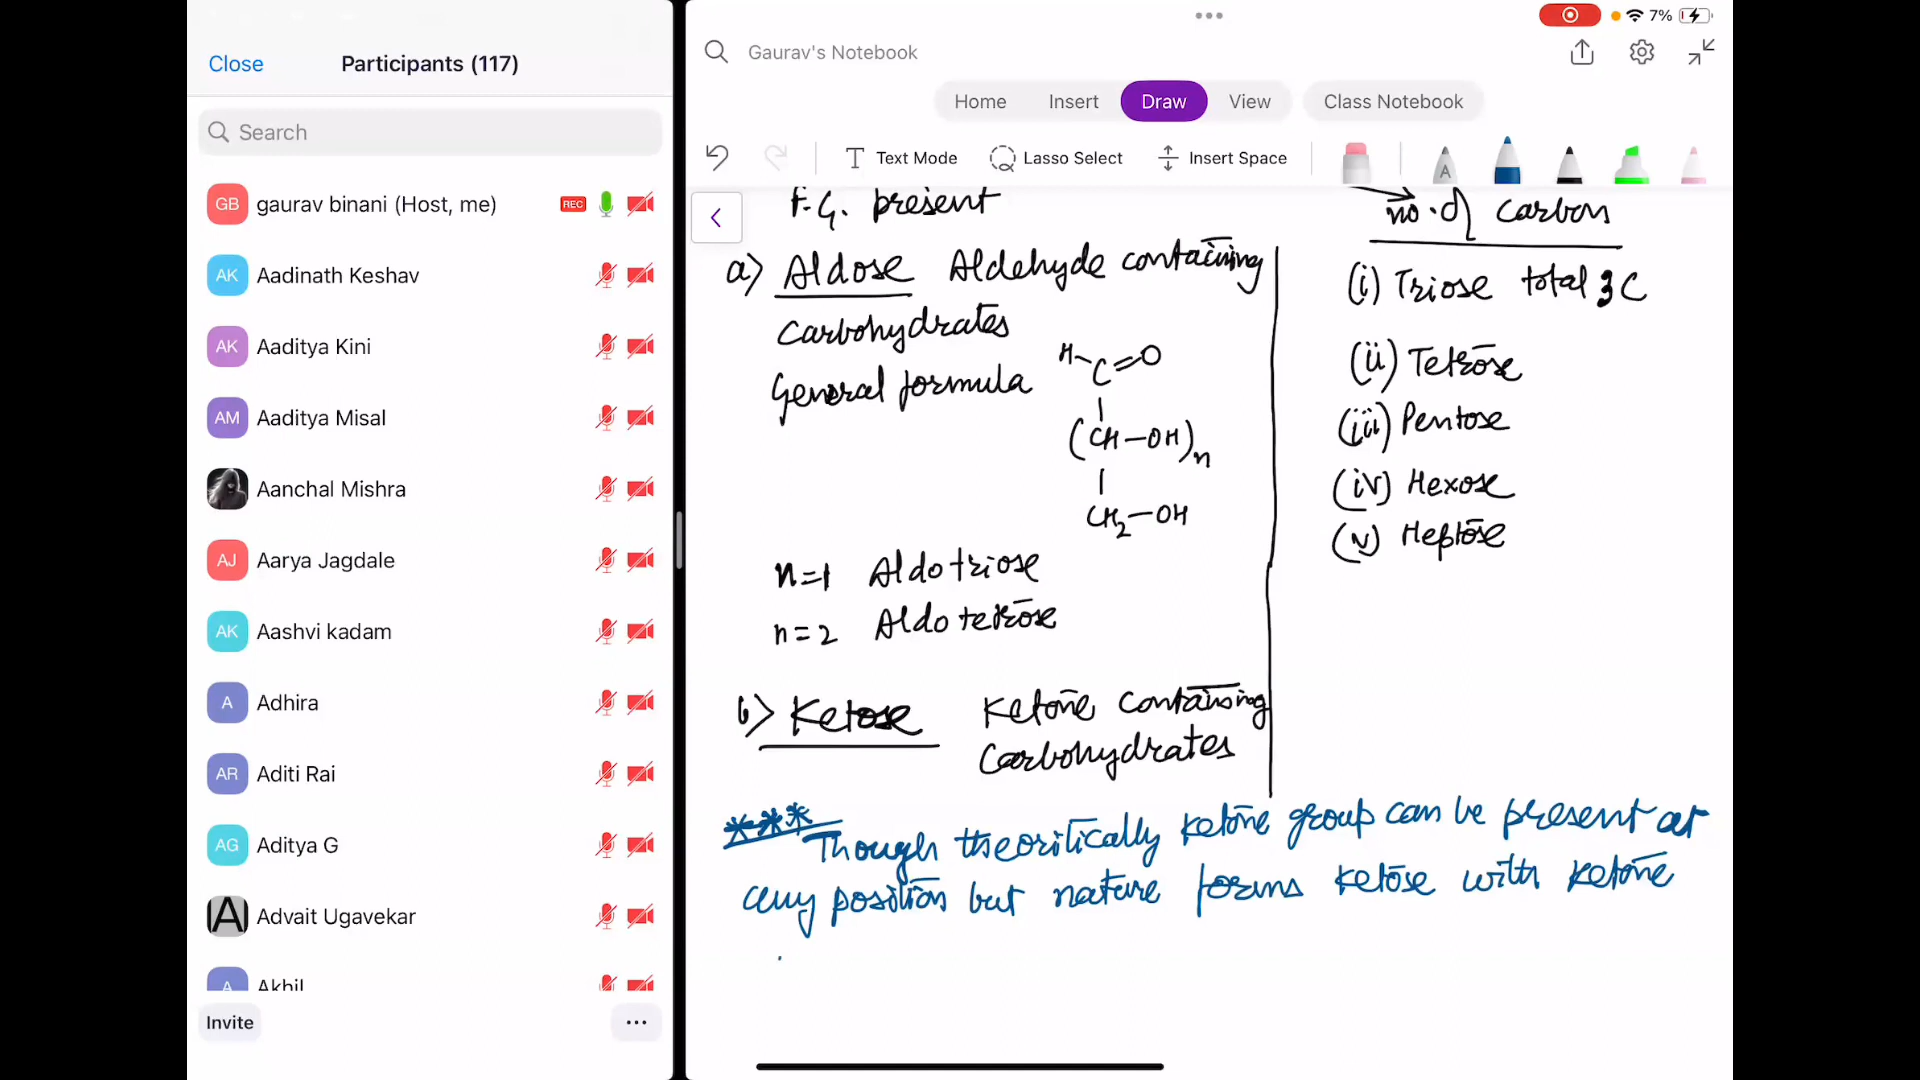 7%
Close
Participants (117)
Search
GB gaurav binani (Host, me) REC
AK Aadinath Keshav
AK Aaditya Kini
AM Aaditya Misal
Aanchal Mishra
AJ Aarya Jagdale
AK Aashvi kadam
A Adhira
AR Aditi Rai
AG Aditya G
A Advait Ugavekar
A Akhil
Invite
Gaurav's Notebook
Home Insert Draw View Class Notebook
Text Mode Lasso Select Insert Space
A
F.G. present
a) Aldose Aldehyde containing
Carbohydrates
General formula
H-C=O
(CH-OH)n
CH2-OH
n=1 Aldotriose
n=2 Aldotetrose
b) Ketose Ketone containing
Carbohydrates
no. of carbon
(i) Triose total 3C
(ii) Tetrose
(iii) Pentose
(iv) Hexose
(v) Heptose
*** Though theoritically ketone group can be present at
any position but nature forms ketose with ketone